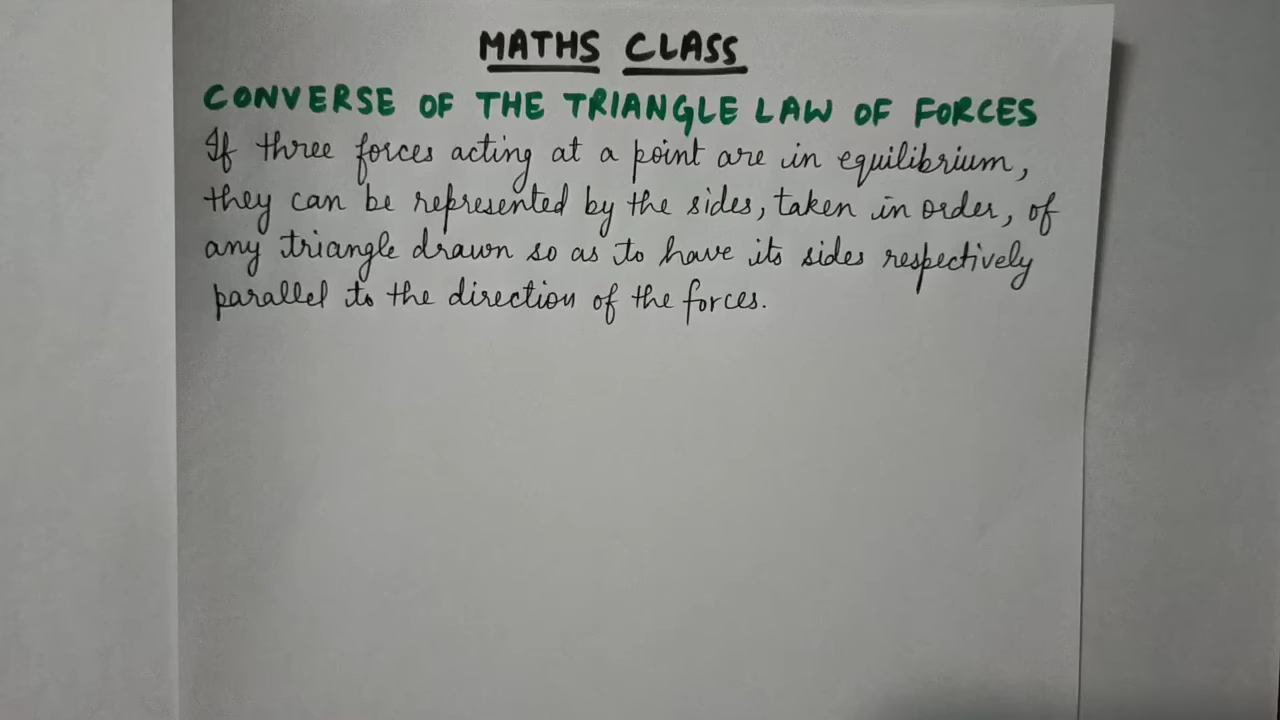 MATHS CLASS
CONVERSE OF THE TRIANGLE LAW OF FORCES
If three forces acting at a point are in equilibrium,
they can be represented by the sides, taken in order, of
any triangle drawn so as to have its sides respectively
parallel to the direction of the forces.